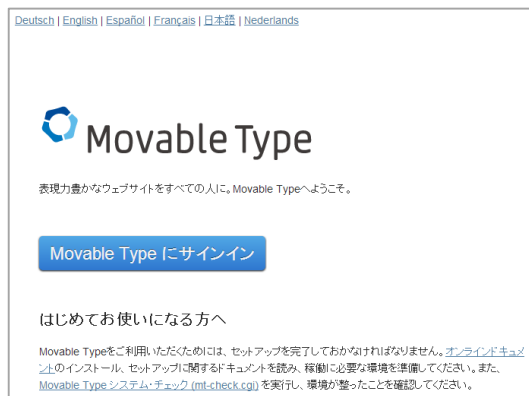 Deutsch | English | Español | Français | 日本語 | Nederlands
Movable Type
表現力豊かなウェブサイトをすべての人に。Movable Typeへようこそ。
Movable Type にサインイン
はじめてお使いになる方へ
Movable Typeをご利用いただくためには、セットアップを完了しておかなければなりません。オンラインドキュメ
ントのインストール、セットアップに関するドキュメントを読み、稼働に必要な環境を準備してください。また、
Movable Type システム・チェック (mt-check.cgi) を実行し、環境が整ったことを確認してください。